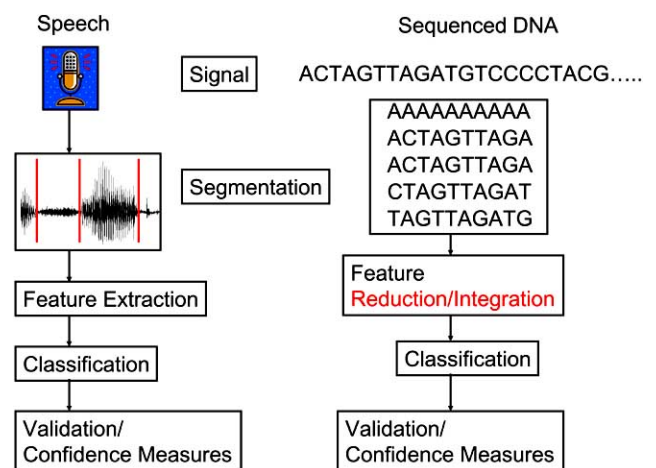 Speech
Sequenced DNA
Signal
ACTAGTTAGATGTCCCCTACG.....
AAAAAAAAAA
ACTAGTTAGA
ACTAGTTAGA
CTAGTTAGAT
TAGTTAGATG
Segmentation
Feature Extraction
Feature
Reduction/Integration
Classification
Classification
Validation/
Confidence Measures
Validation/
Confidence Measures